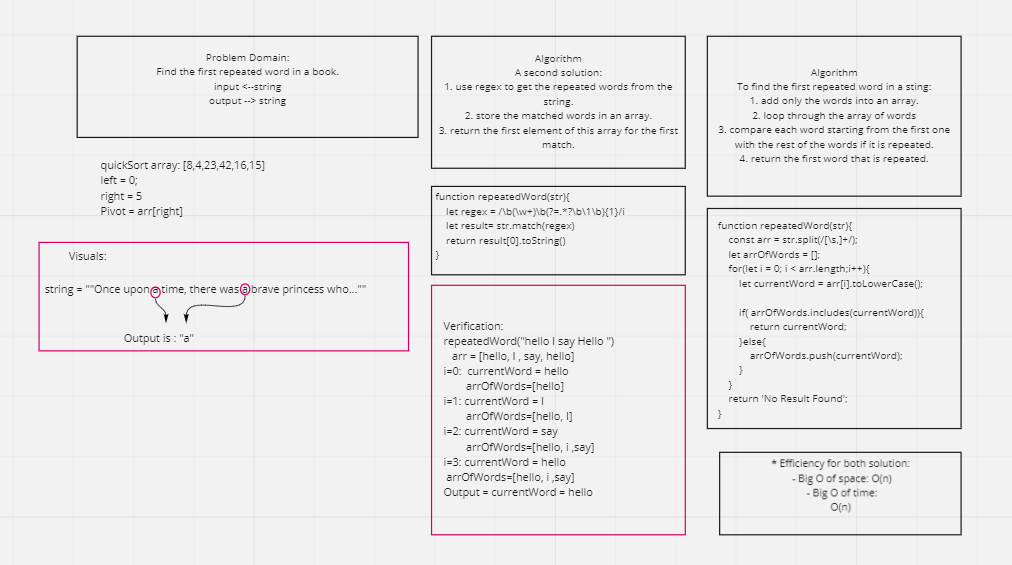 Problem Domain:
Find the first repeated word in a book.
input <--string
output --> string
quickSort array: [8,4,23,42,16,15]
left = 0;
right = 5
Pivot = arr[right]
Visuals:
string = ""Once upon a time, there was a brave princess who...""
Output is : "a"
Algorithm
A second solution:
1. use regex to get the repeated words from the
string.
2. store the matched words in an array.
3. return the first element of this array for the first
match.
function repeatedWord(str){
let regex = /\b(\w+)\b(?=.*?\b\1\b){1}/i
let result= str.match(regex)
return result[0].toString()
}
Verification:
repeatedWord("hello I say Hello ")
arr = [hello, I , say, hello]
i=0: currentWord = hello
arrOfWords=[hello]
i=1: currentWord = I
arrOfWords=[hello, I]
i=2: currentWord = say
arrOfWords=[hello, i ,say]
i=3: currentWord = hello
arrOfWords=[hello, i ,say]
Output = currentWord = hello
Algorithm
To find the first repeated word in a sting:
1. add only the words into an array.
2. loop through the array of words
3. compare each word starting from the first one
with the rest of the words if it is repeated.
4. return the first word that is repeated.
function repeatedWord(str){
const arr = str.split(/[\s,]+/);
let arrOfWords = [];
for(let i = 0; i < arr.length;i++){
let currentWord = arr[i].toLowerCase();
if( arrOfWords.includes(currentWord)){
return currentWord;
}else{
arrOfWords.push(currentWord);
}
}
return 'No Result Found';
}
* Efficiency for both solution:
- Big O of space: O(n)
- Big O of time:
O(n)